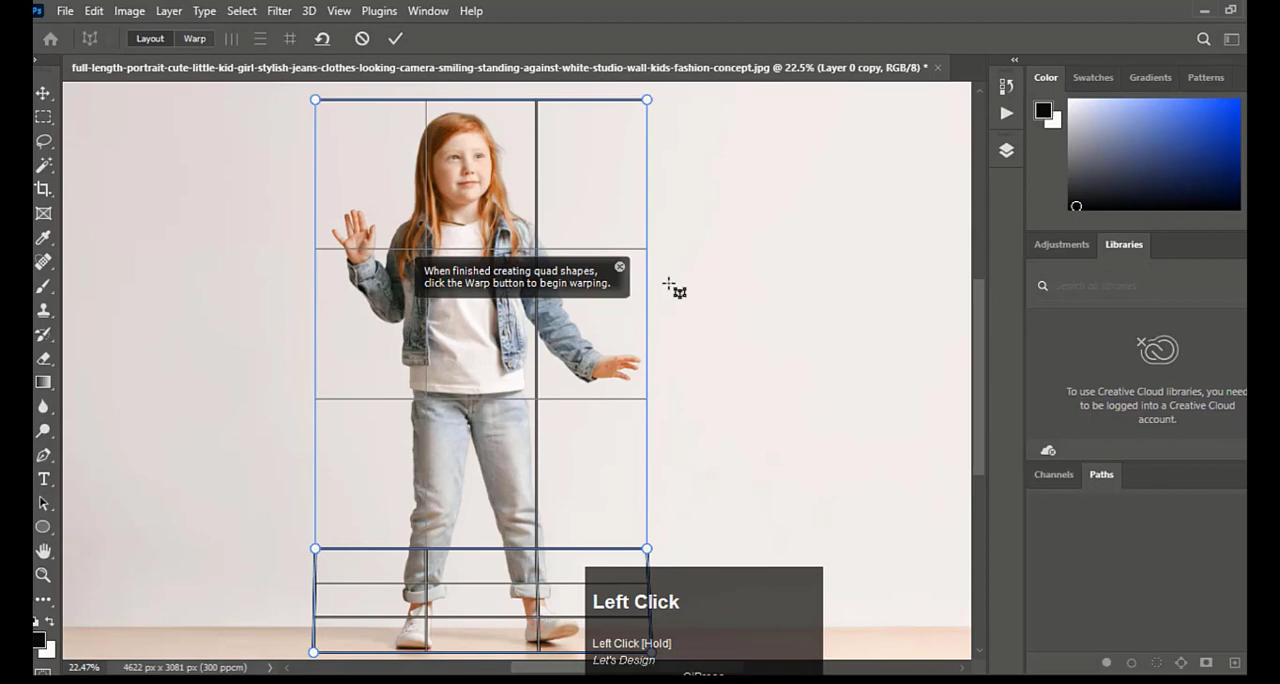 Ps File Edit Image Layer Type Select Filter 3D View Plugins Window Help
Layout Warp
full-length-portrait-cute-little-kid-girl-stylish-jeans-clothes-looking-camera-smiling-standing-against-white-studio-wall-kids-fashion-concept.jpg @ 22.5% (Layer 0 copy, RGB/8) *
Color Swatches Gradients Patterns
Adjustments Libraries
When finished creating quad shapes,
click the Warp button to begin warping.
Search all libraries
To use Creative Cloud libraries, you need
to be logged into a Creative Cloud
account.
Channels Paths
T
Left Click
Left Click [Hold]
Let's Design
22.47% 4622 px x 3081 px (300 ppcm)